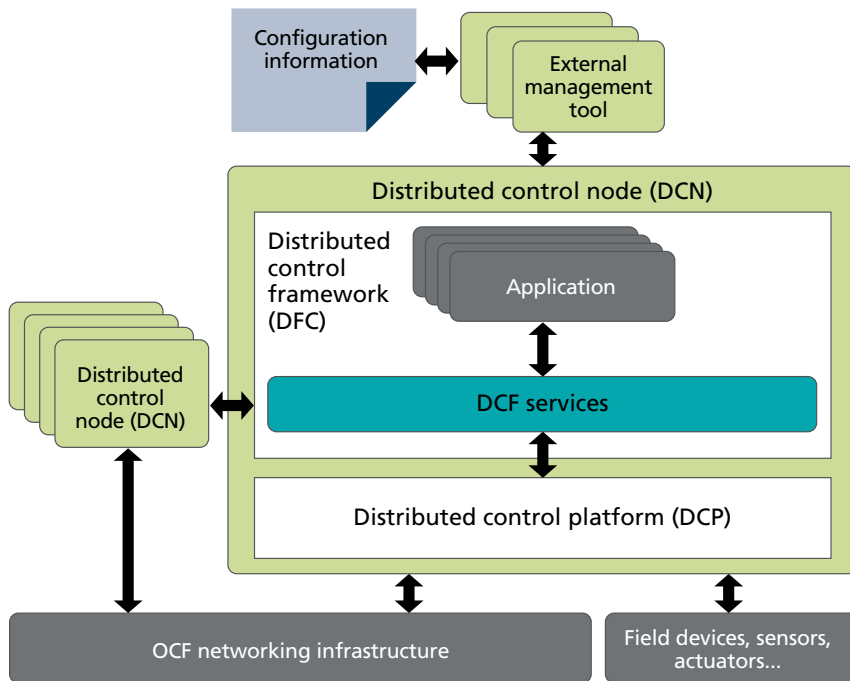 Configuration
information
External
management
tool
Distributed control node (DCN)
Distributed
control
framework
(DFC)
Application
Distributed
control
node (DCN)
DCF services
Distributed control platform (DCP)
OCF networking infrastructure
Field devices, sensors,
actuators...